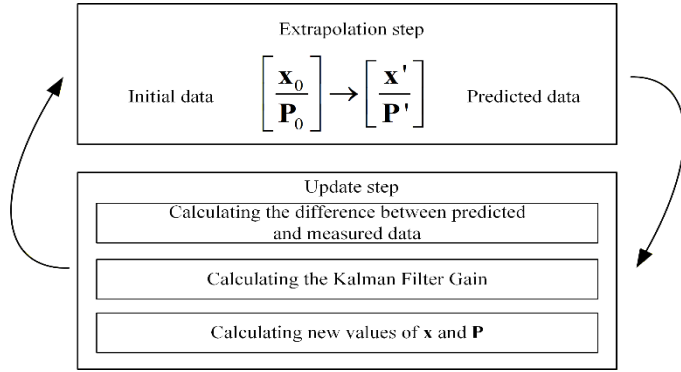 Extrapolation step
Initial data [x₀ / P₀] → [x' / P'] Predicted data
Update step
Calculating the difference between predicted
and measured data
Calculating the Kalman Filter Gain
Calculating new values of x and P